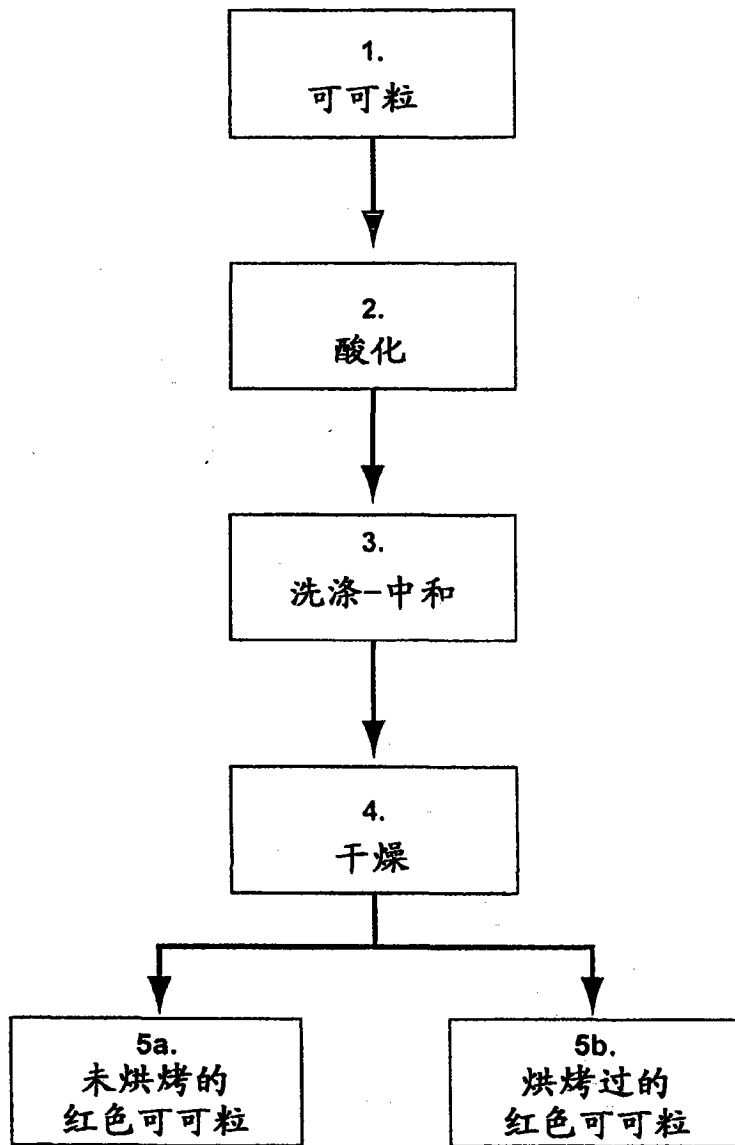 1.
可可粒
2.
酸化
3.
洗涤-中和
4.
干燥
5a.
未烘烤的
红色可可粒
5b.
烘烤过的
红色可可粒